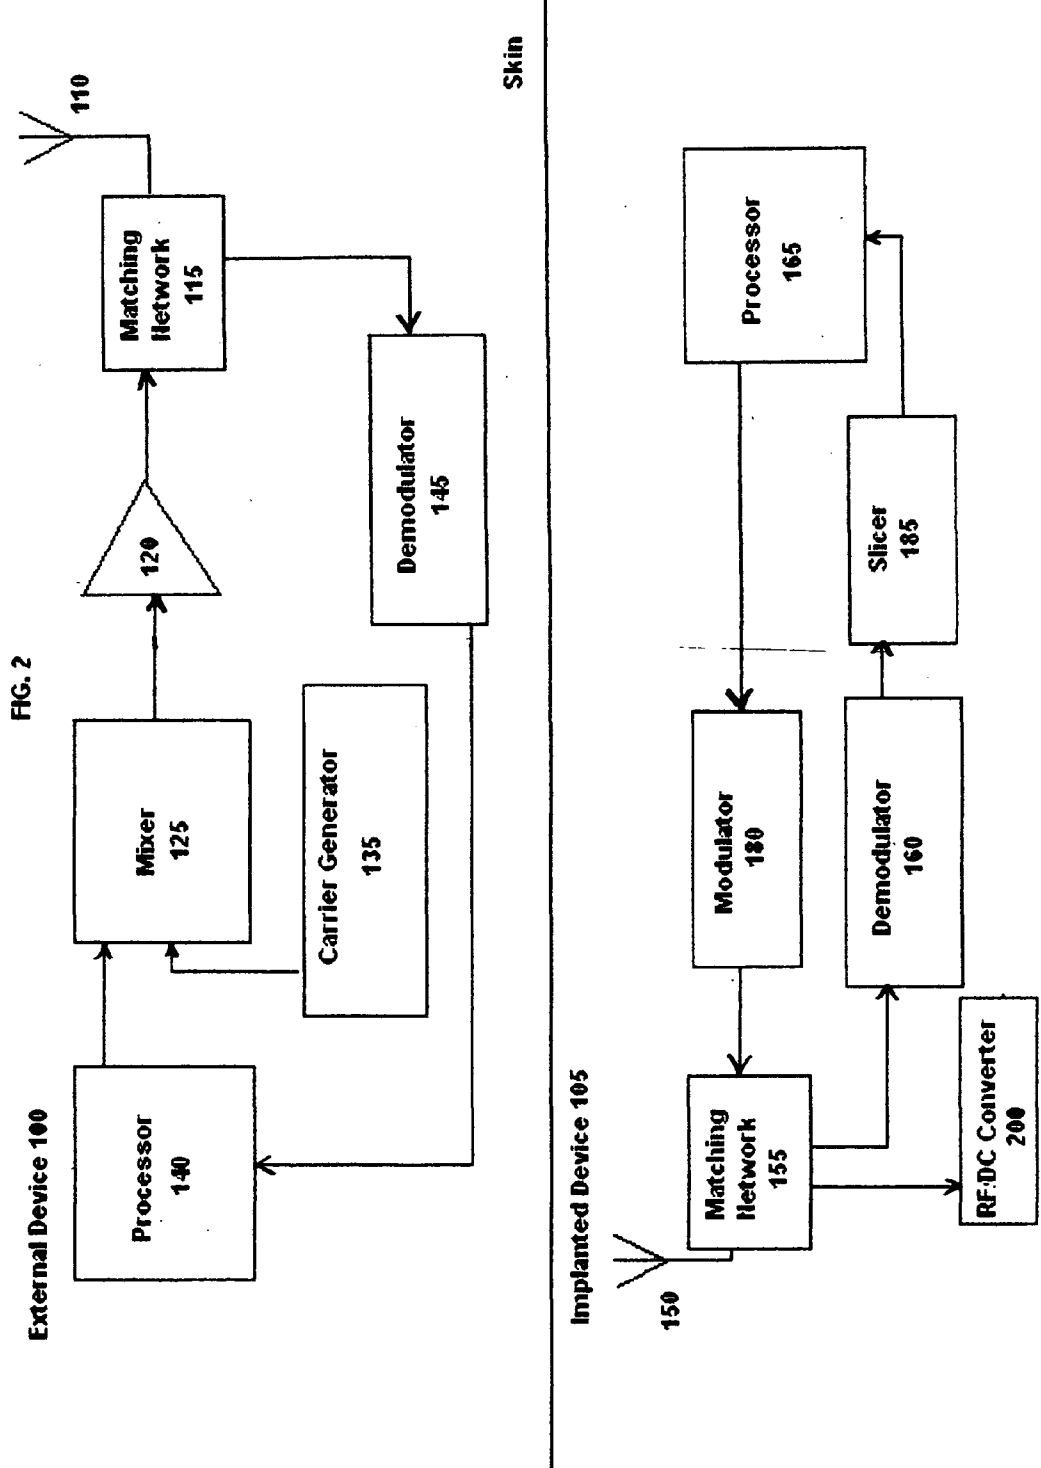 FIG. 2
External Device 100
Processor
140
Mixer
125
Carrier Generator
135
120
Matching
Network
115
110
Demodulator
145
Skin
Implanted Device 105
150
Matching
Network
155
Modulator
180
Processor
165
Demodulator
160
Slicer
185
RF/DC Converter
200